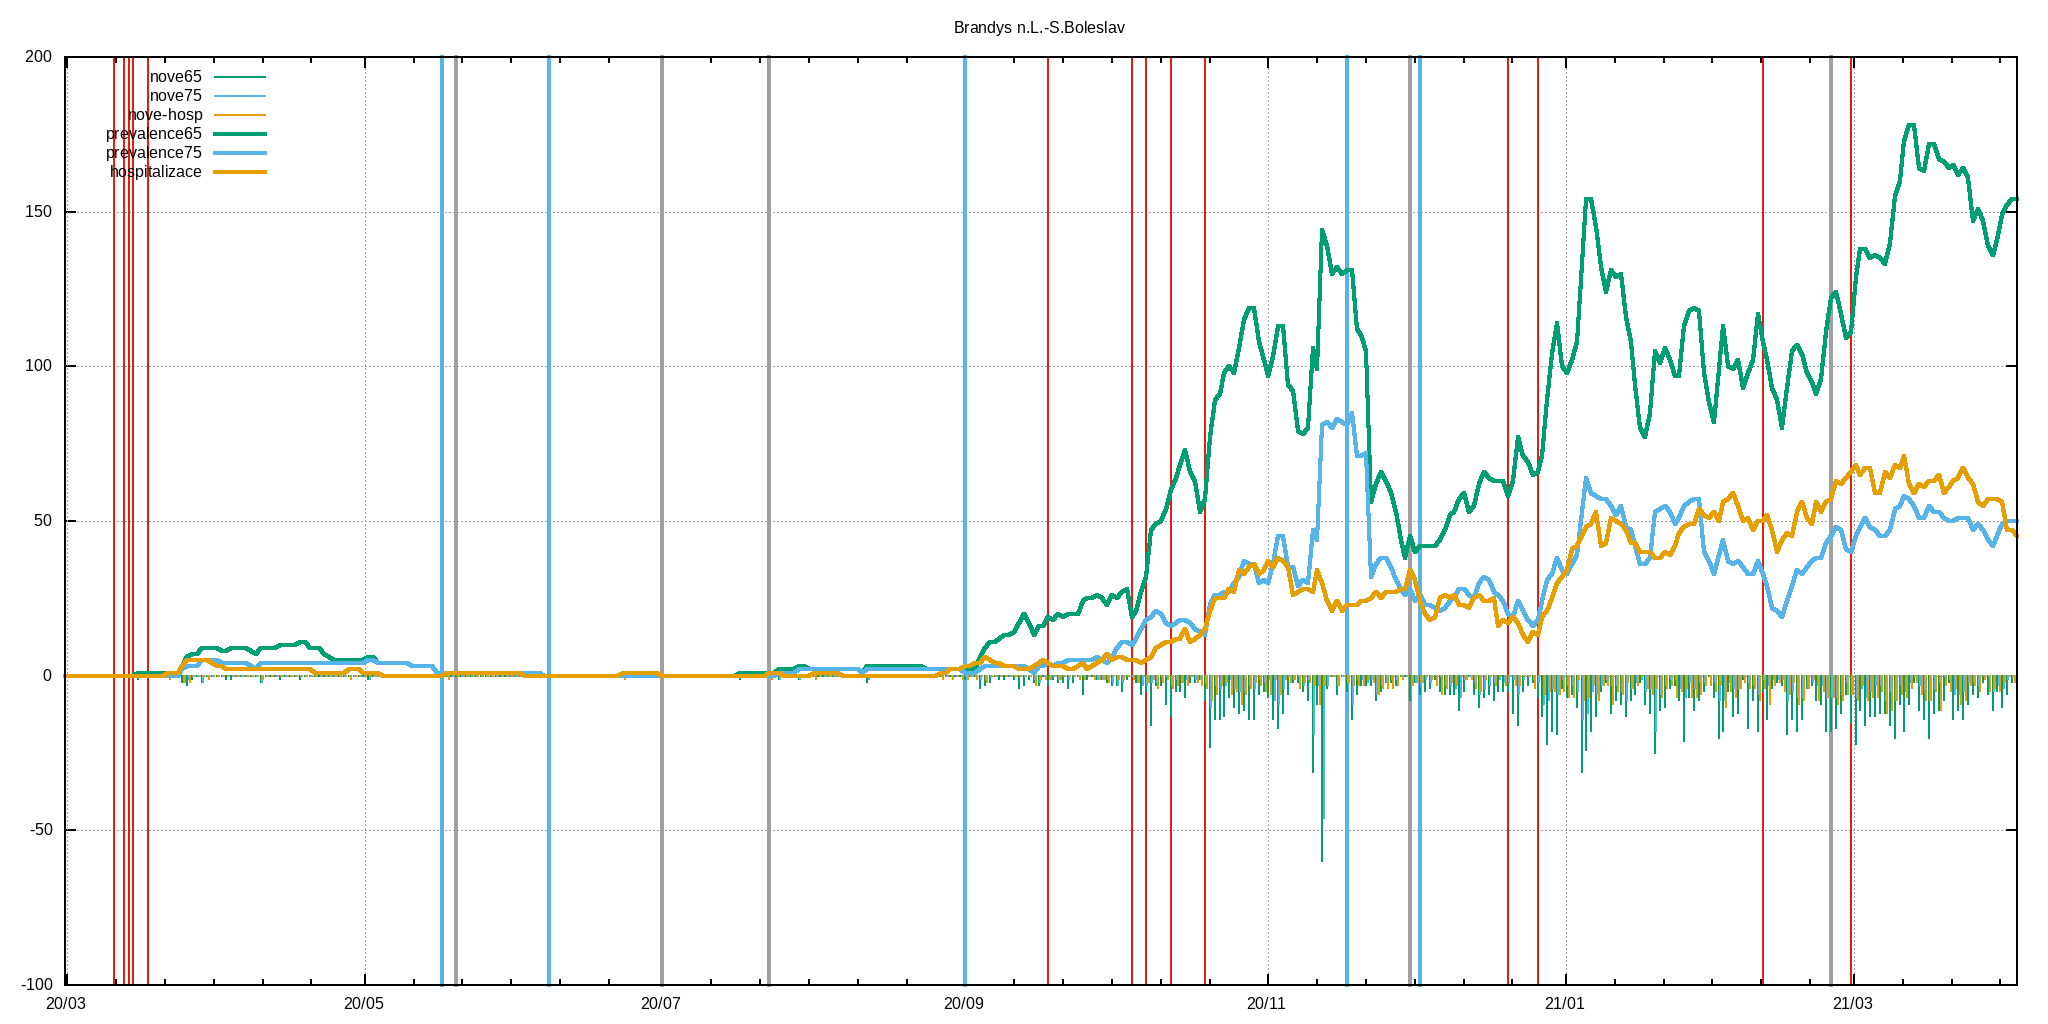 Brandys n.L.-S.Boleslav
200
nove65
nove75
nove-hosp
prevalence65
prevalence75
hospitalizace
150
100
50
0
-50
-100
20/03 20/05 20/07 20/09 20/11 21/01 21/03